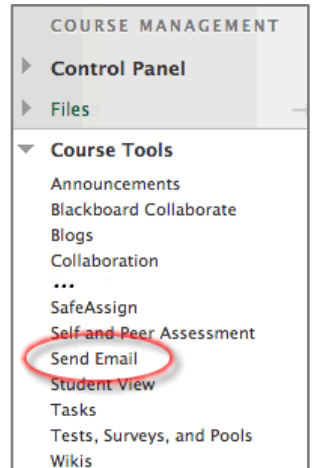 COURSE MANAGEMENT
Control Panel
Files
Course Tools
Announcements
Blackboard Collaborate
Blogs
Collaboration
...
SafeAssign
Self and Peer Assessment
Send Email
Student View
Tasks
Tests, Surveys, and Pools
Wikis